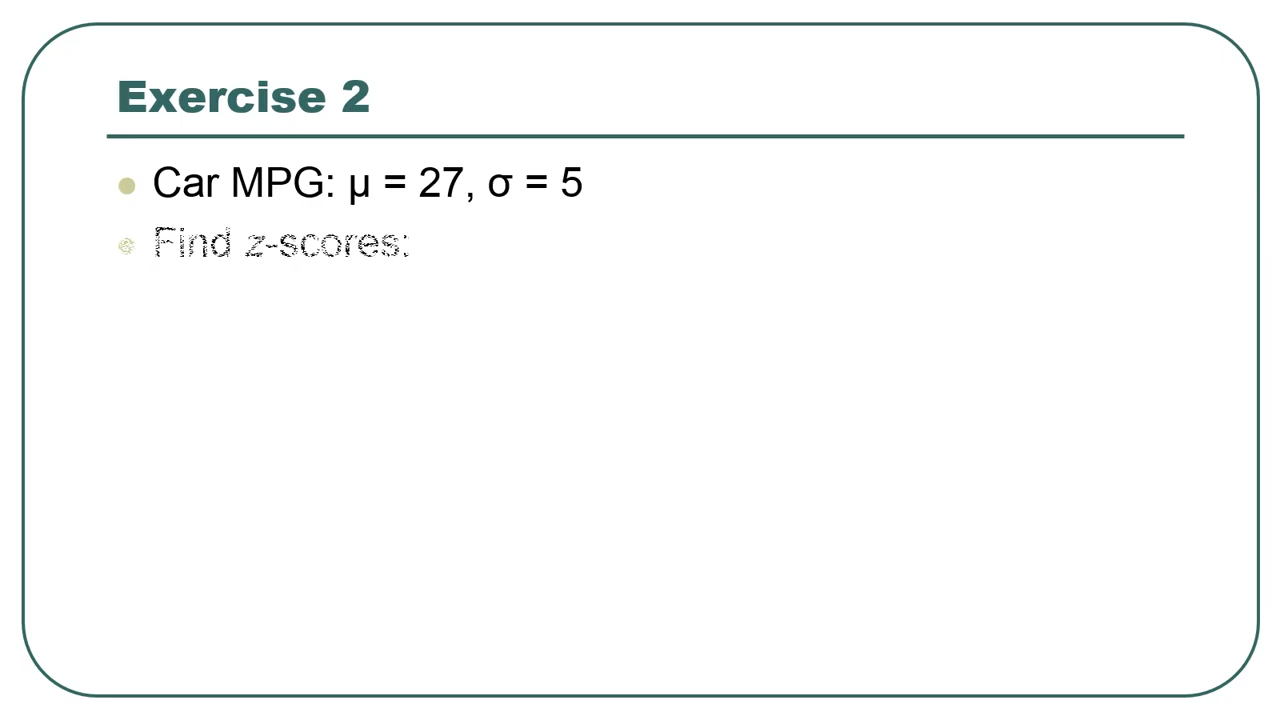 Exercise 2
Car MPG: μ = 27, σ = 5
Find z-scores: